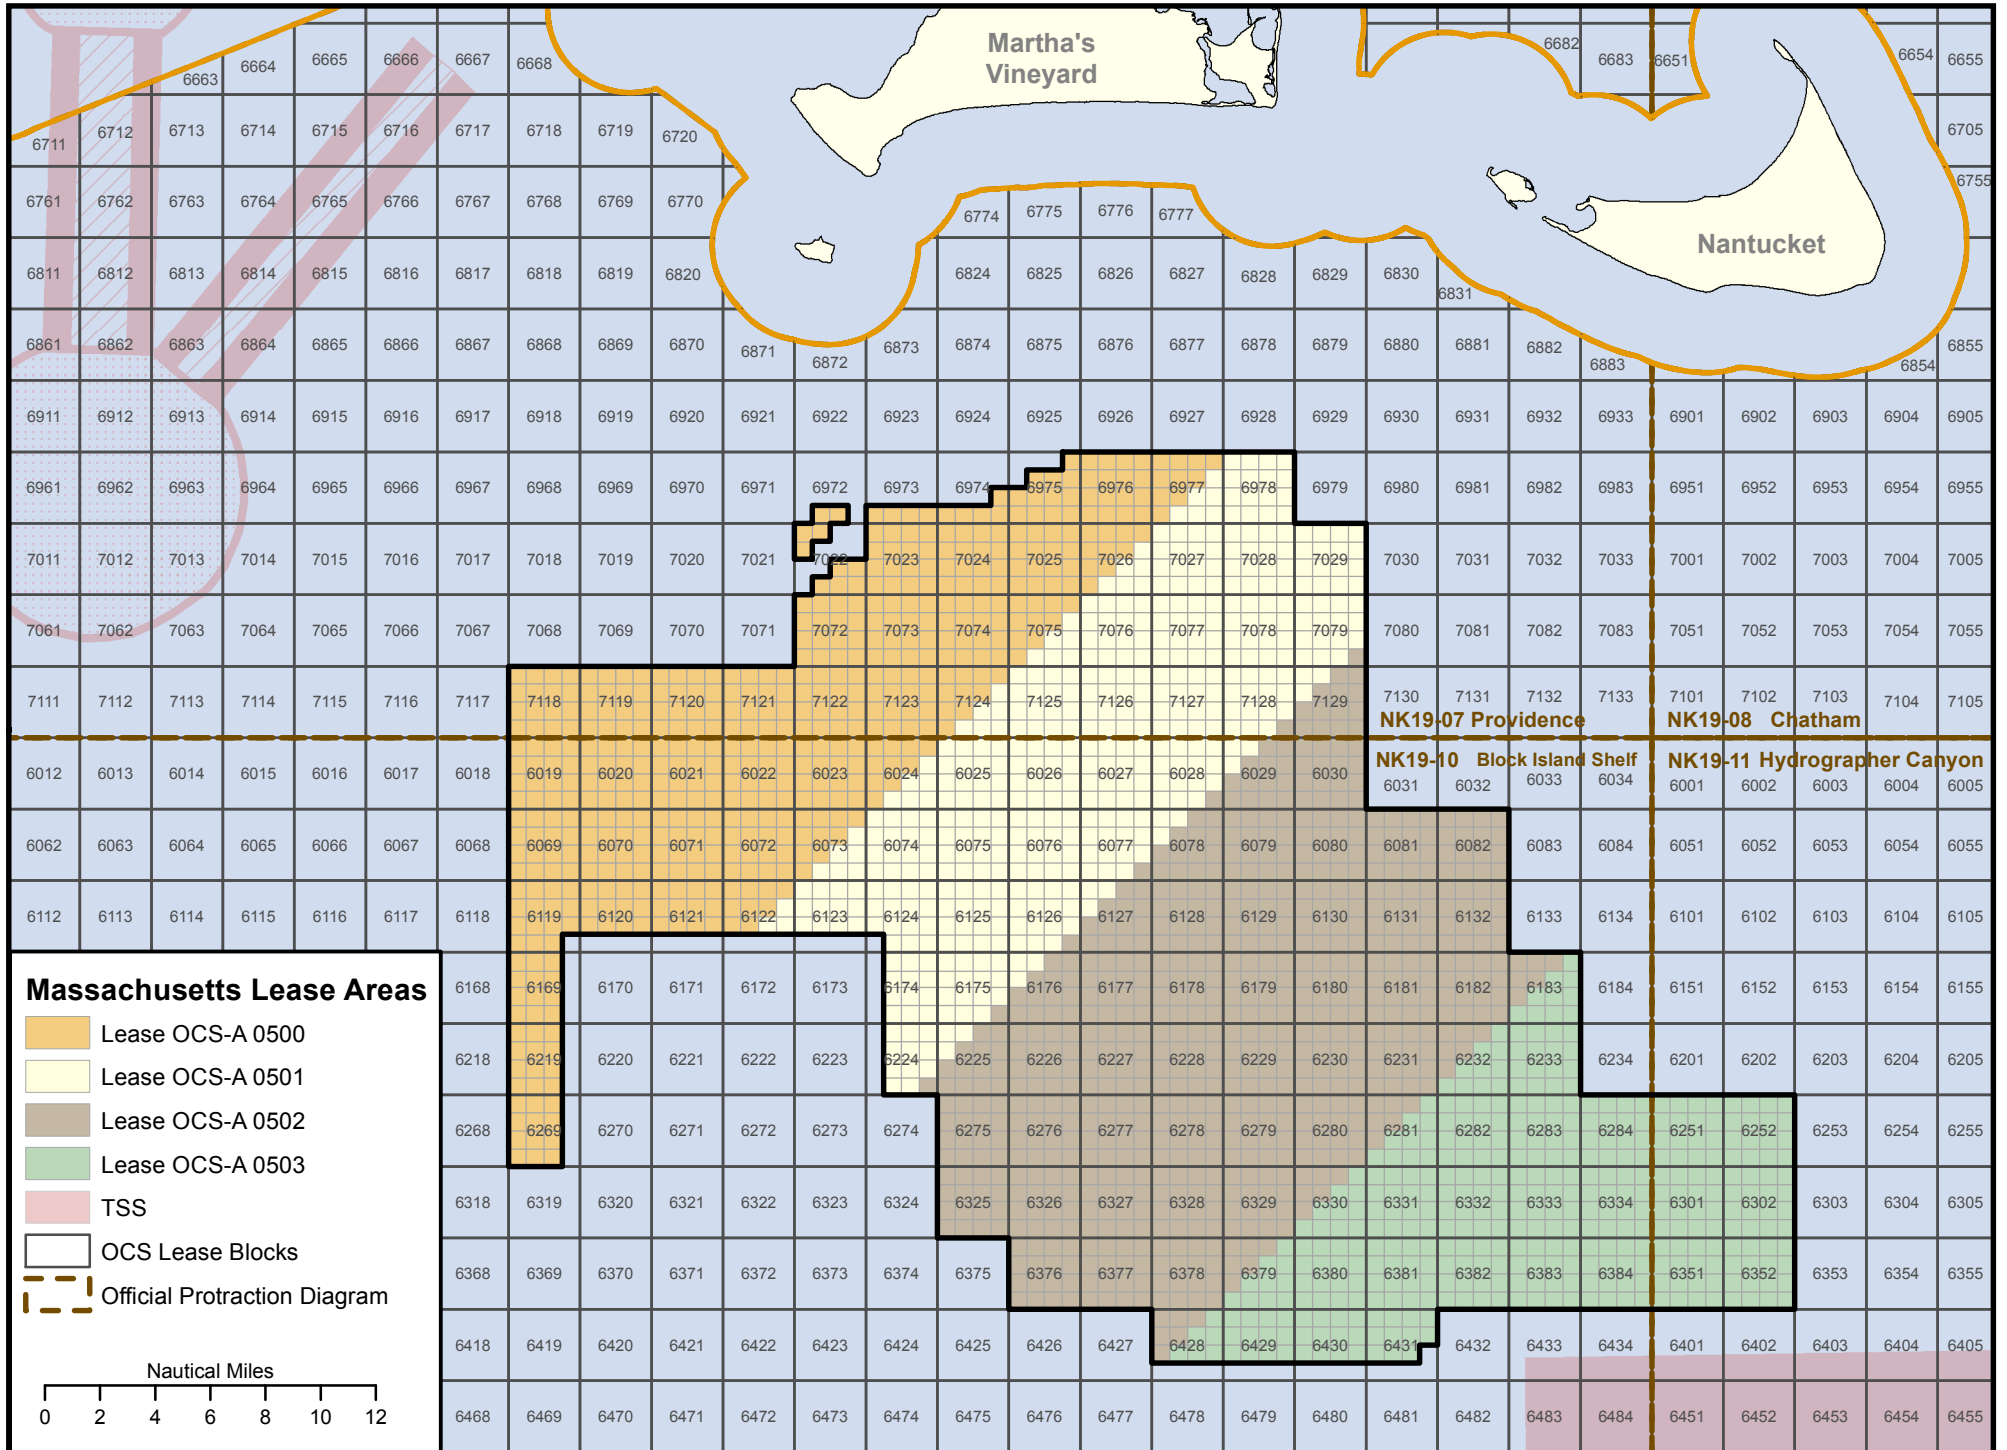 Martha's
Vineyard
6682
6654
6663 6664 6665 6666 6667 6668 6683 6651 6655
6711 6712 6713 6714 6715 6716 6717 6718 6719 6720 6705
6761 6762 6763 6764 6765 6766 6767 6768 6769 6770 6774 6775 6776 6777 6755
Nantucket
6811 6812 6813 6814 6815 6816 6817 6818 6819 6820 6824 6825 6826 6827 6828 6829 6830 6831
6861 6862 6863 6864 6865 6866 6867 6868 6869 6870 6871 6872 6873 6874 6875 6876 6877 6878 6879 6880 6881 6882 6883 6854 6855
6911 6912 6913 6914 6915 6916 6917 6918 6919 6920 6921 6922 6923 6924 6925 6926 6927 6928 6929 6930 6931 6932 6933 6901 6902 6903 6904 6905
6961 6962 6963 6964 6965 6966 6967 6968 6969 6970 6971 6972 6973 6974 6975 6976 6977 6978 6979 6980 6981 6982 6983 6951 6952 6953 6954 6955
7011 7012 7013 7014 7015 7016 7017 7018 7019 7020 7021 7022 7023 7024 7025 7026 7027 7028 7029 7030 7031 7032 7033 7001 7002 7003 7004 7005
7061 7062 7063 7064 7065 7066 7067 7068 7069 7070 7071 7072 7073 7074 7075 7076 7077 7078 7079 7080 7081 7082 7083 7051 7052 7053 7054 7055
7111 7112 7113 7114 7115 7116 7117 7118 7119 7120 7121 7122 7123 7124 7125 7126 7127 7128 7129 7130 7131 7132 7133 7101 7102 7103 7104 7105
NK19-07 Providence NK19-08 Chatham
NK19-10 Block Island Shelf NK19-11 Hydrographer Canyon
6012 6013 6014 6015 6016 6017 6018 6019 6020 6021 6022 6023 6024 6025 6026 6027 6028 6029 6030 6031 6032 6033 6034 6001 6002 6003 6004 6005
6062 6063 6064 6065 6066 6067 6068 6069 6070 6071 6072 6073 6074 6075 6076 6077 6078 6079 6080 6081 6082 6083 6084 6051 6052 6053 6054 6055
6112 6113 6114 6115 6116 6117 6118 6119 6120 6121 6122 6123 6124 6125 6126 6127 6128 6129 6130 6131 6132 6133 6134 6101 6102 6103 6104 6105
6168 6169 6170 6171 6172 6173 6174 6175 6176 6177 6178 6179 6180 6181 6182 6183 6184 6151 6152 6153 6154 6155
6218 6219 6220 6221 6222 6223 6224 6225 6226 6227 6228 6229 6230 6231 6232 6233 6234 6201 6202 6203 6204 6205
6268 6269 6270 6271 6272 6273 6274 6275 6276 6277 6278 6279 6280 6281 6282 6283 6284 6251 6252 6253 6254 6255
6318 6319 6320 6321 6322 6323 6324 6325 6326 6327 6328 6329 6330 6331 6332 6333 6334 6301 6302 6303 6304 6305
6368 6369 6370 6371 6372 6373 6374 6375 6376 6377 6378 6379 6380 6381 6382 6383 6384 6351 6352 6353 6354 6355
6418 6419 6420 6421 6422 6423 6424 6425 6426 6427 6428 6429 6430 6431 6432 6433 6434 6401 6402 6403 6404 6405
6468 6469 6470 6471 6472 6473 6474 6475 6476 6477 6478 6479 6480 6481 6482 6483 6484 6451 6452 6453 6454 6455
Massachusetts Lease Areas
Lease OCS-A 0500
Lease OCS-A 0501
Lease OCS-A 0502
Lease OCS-A 0503
TSS
OCS Lease Blocks
Official Protraction Diagram
Nautical Miles
0 2 4 6 8 10 12